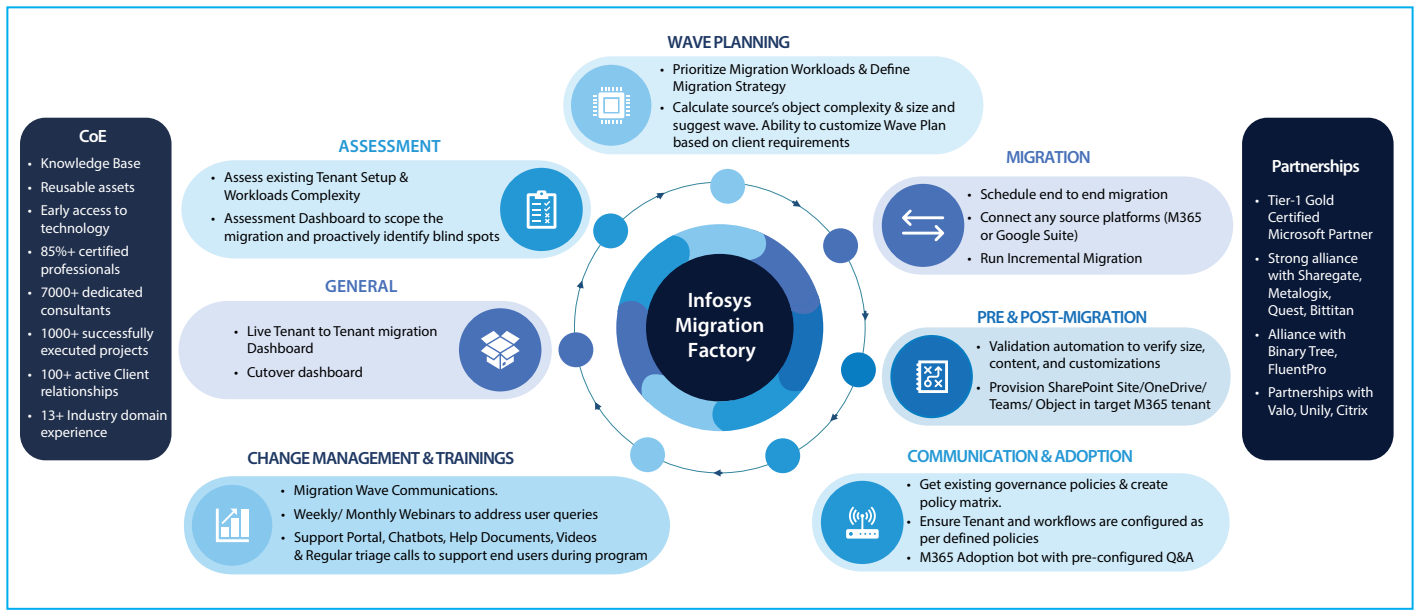 WAVE PLANNING
• Prioritize Migration Workloads & Define
Migration Strategy
• Calculate source's object complexity & size and
suggest wave. Ability to customize Wave Plan
based on client requirements
CoE
• Knowledge Base
• Reusable assets
• Early access to
technology
• 85%+ certified
professionals
• 7000+ dedicated
consultants
• 1000+ successfully
executed projects
• 100+ active Client
relationships
• 13+ Industry domain
experience
ASSESSMENT
• Assess existing Tenant Setup &
Workloads Complexity
• Assessment Dashboard to scope the
migration and proactively identify blind spots
GENERAL
• Live Tenant to Tenant migration
Dashboard
• Cutover dashboard
CHANGE MANAGEMENT & TRAININGS
• Migration Wave Communications.
• Weekly/ Monthly Webinars to address user queries
• Support Portal, Chatbots, Help Documents, Videos
& Regular triage calls to support end users during program
Infosys
Migration
Factory
MIGRATION
• Schedule end to end migration
• Connect any source platforms (M365
or Google Suite)
• Run Incremental Migration
PRE & POST-MIGRATION
• Validation automation to verify size,
content, and customizations
• Provision SharePoint Site/OneDrive/
Teams/ Object in target M365 tenant
COMMUNICATION & ADOPTION
• Get existing governance policies & create
policy matrix.
• Ensure Tenant and workflows are configured as
per defined policies
• M365 Adoption bot with pre-configured Q&A
Partnerships
• Tier-1 Gold
Certified
Microsoft Partner
• Strong alliance
with Sharegate,
Metalogix,
Quest, Bittitan
• Alliance with
Binary Tree,
FluentPro
• Partnerships with
Valo, Unily, Citrix